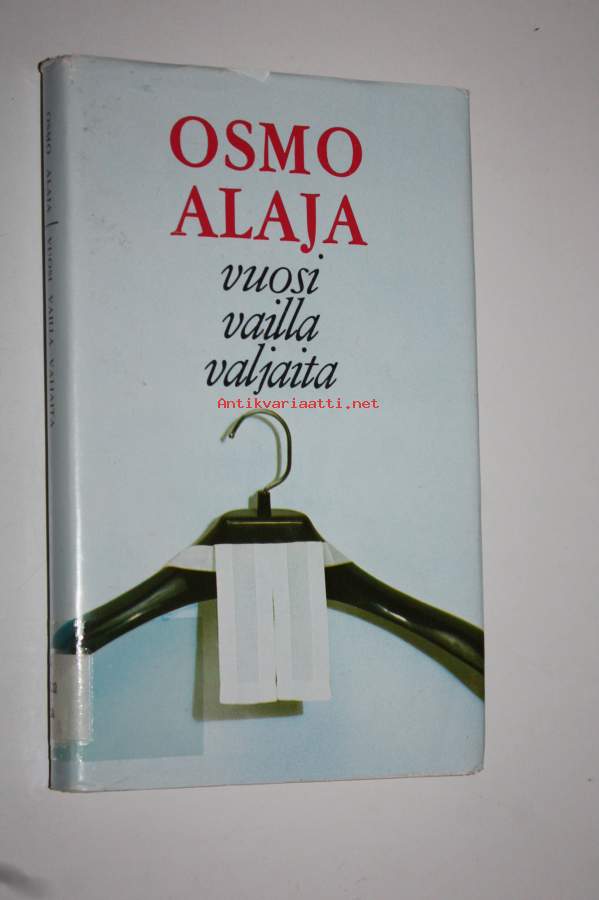 OSMO
ALAJA
vuosi
vailla
valjaita
Antikvariaatti.net
OSMO ALAJA / VUOSI VAILLA VALJAITA